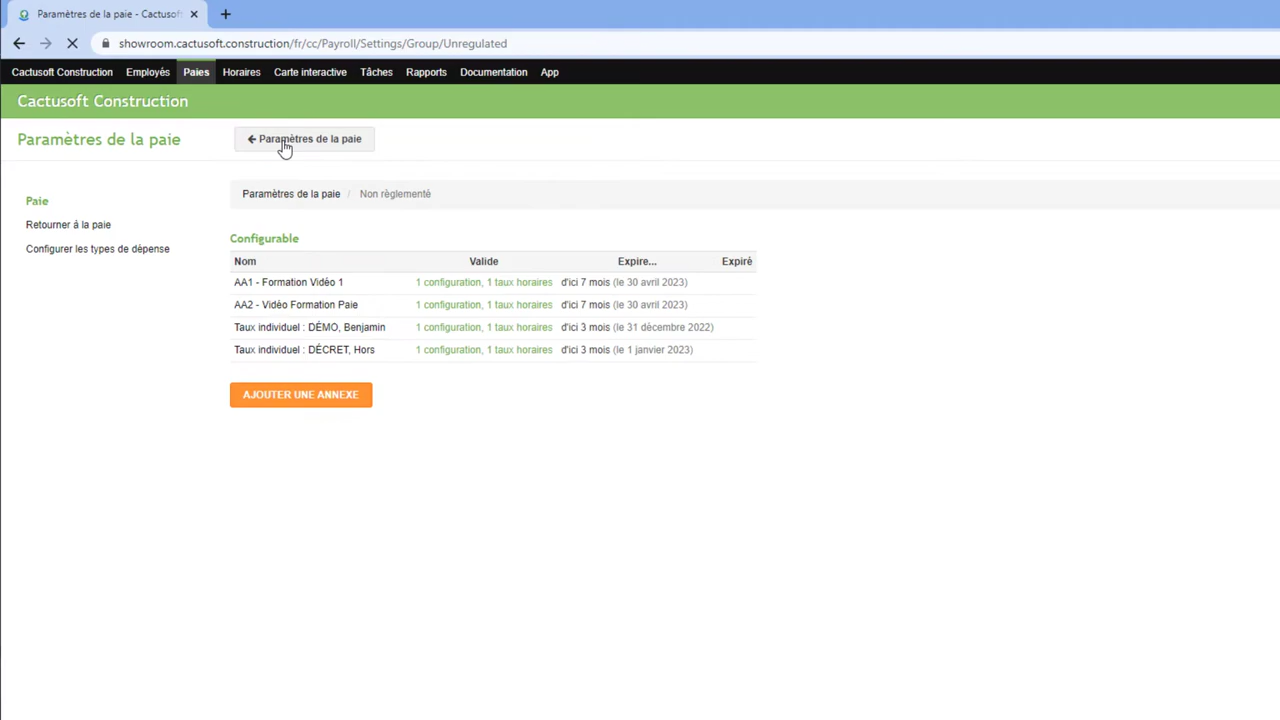 Paramètres de la paie - Cactusoft
showroom.cactusoft.construction/fr/cc/Payroll/Settings/Group/Unregulated
Cactusoft Construction Employés Paies Horaires Carte interactive Tâches Rapports Documentation App
Cactusoft Construction
Paramètres de la paie
Paramètres de la paie
Paie
Retourner à la paie
Configurer les types de dépense
Paramètres de la paie / Non règlementé
Configurable
Nom Valide Expire... Expiré
AA1 - Formation Vidéo 1 1 configuration, 1 taux horaires d'ici 7 mois (le 30 avril 2023)
AA2 - Vidéo Formation Paie 1 configuration, 1 taux horaires d'ici 7 mois (le 30 avril 2023)
Taux individuel : DÉMO, Benjamin 1 configuration, 1 taux horaires d'ici 3 mois (le 31 décembre 2022)
Taux individuel : DÉCRET, Hors 1 configuration, 1 taux horaires d'ici 3 mois (le 1 janvier 2023)
AJOUTER UNE ANNEXE